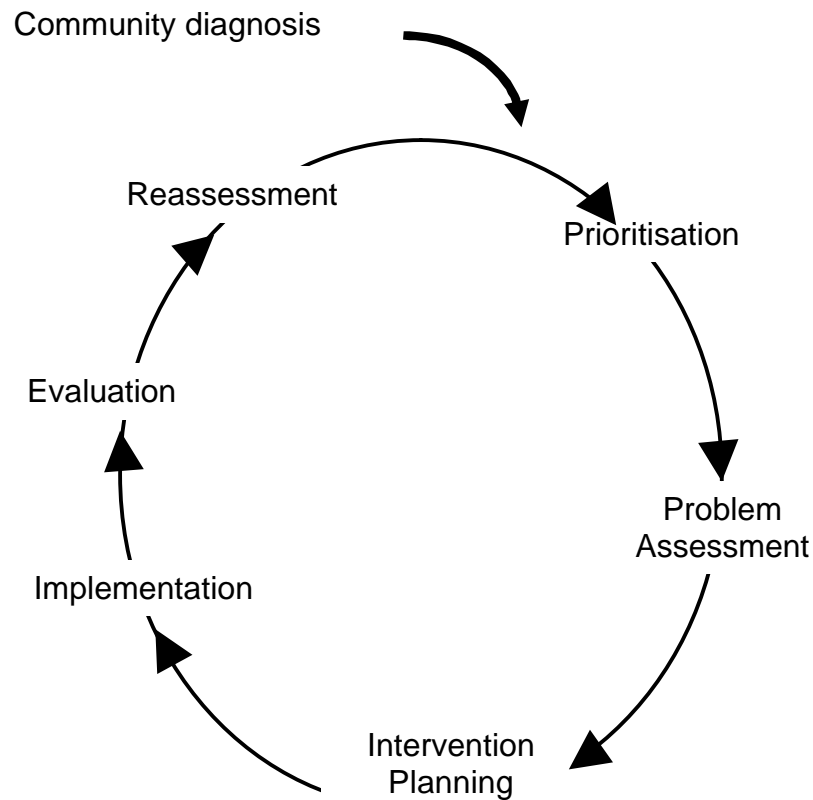 Community diagnosis
Reassessment
Prioritisation
Evaluation
Problem
Assessment
Implementation
Intervention
Planning